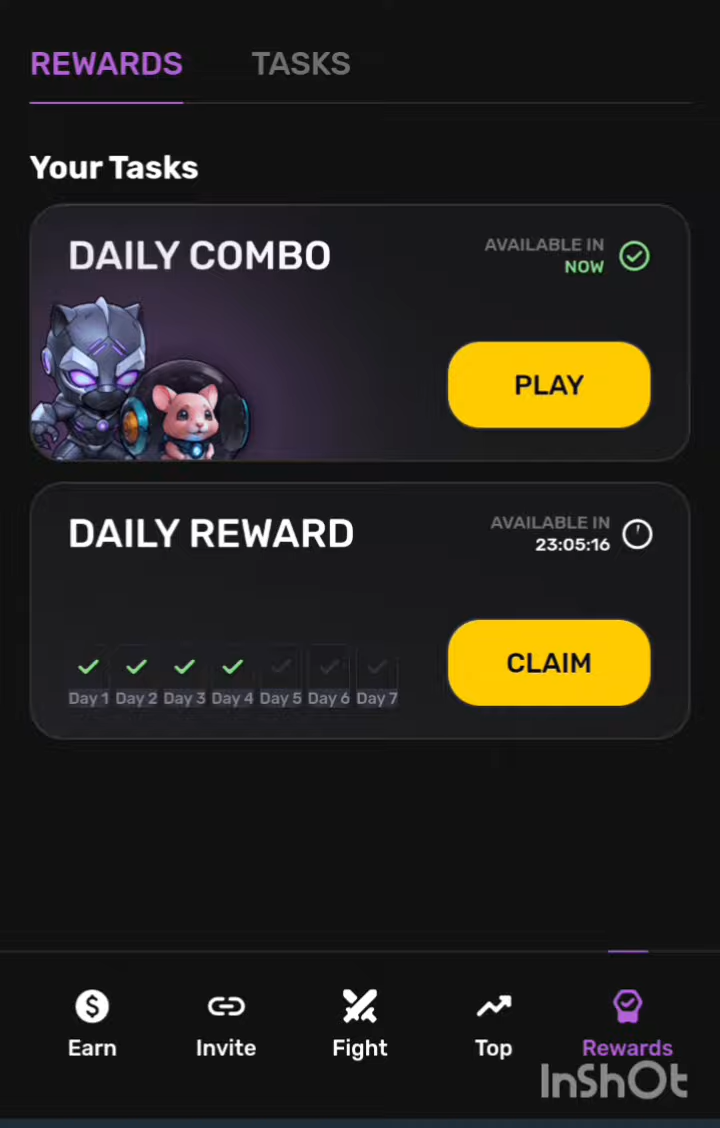 REWARDS TASKS
Your Tasks
DAILY COMBO
AVAILABLE IN
NOW
PLAY
DAILY REWARD
AVAILABLE IN
23:05:16
CLAIM
Day 1 Day 2 Day 3 Day 4 Day 5 Day 6 Day 7
Earn Invite Fight Top Rewards
InShOt